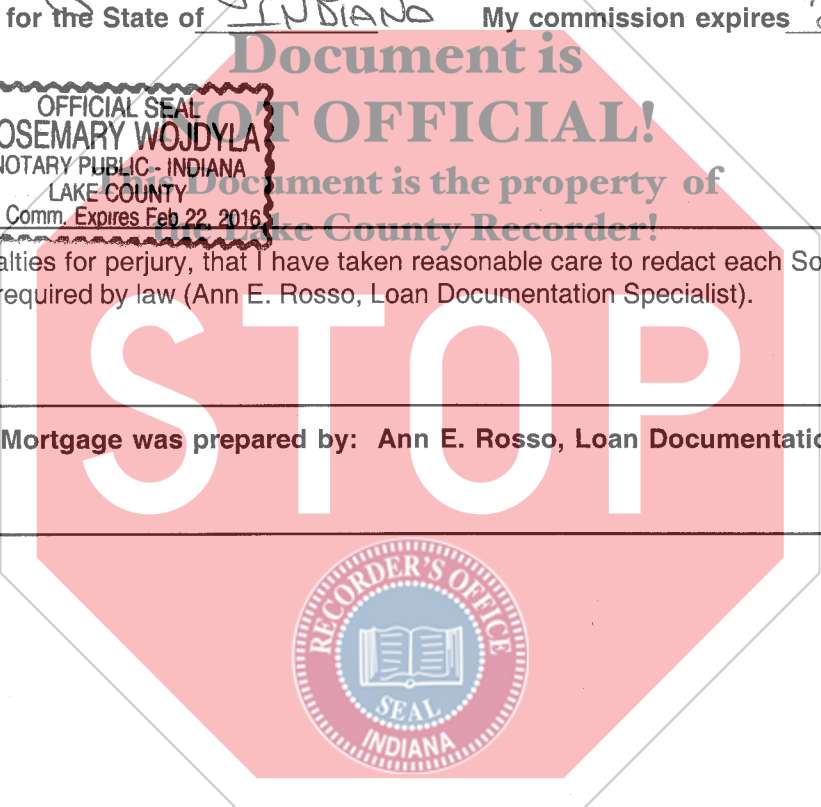 for the State of INDIANA My commission expires
Document is
NOT OFFICIAL!
This Document is the property of
the Lake County Recorder!
OFFICIAL SEAL
OSEMARY WOJDYLA
NOTARY PUBLIC - INDIANA
LAKE COUNTY
Comm. Expires Feb 22, 2016
alties for perjury, that I have taken reasonable care to redact each So
required by law (Ann E. Rosso, Loan Documentation Specialist).
STOP
Mortgage was prepared by: Ann E. Rosso, Loan Documentatio
RECORDER'S OFFICE
SEAL
INDIANA